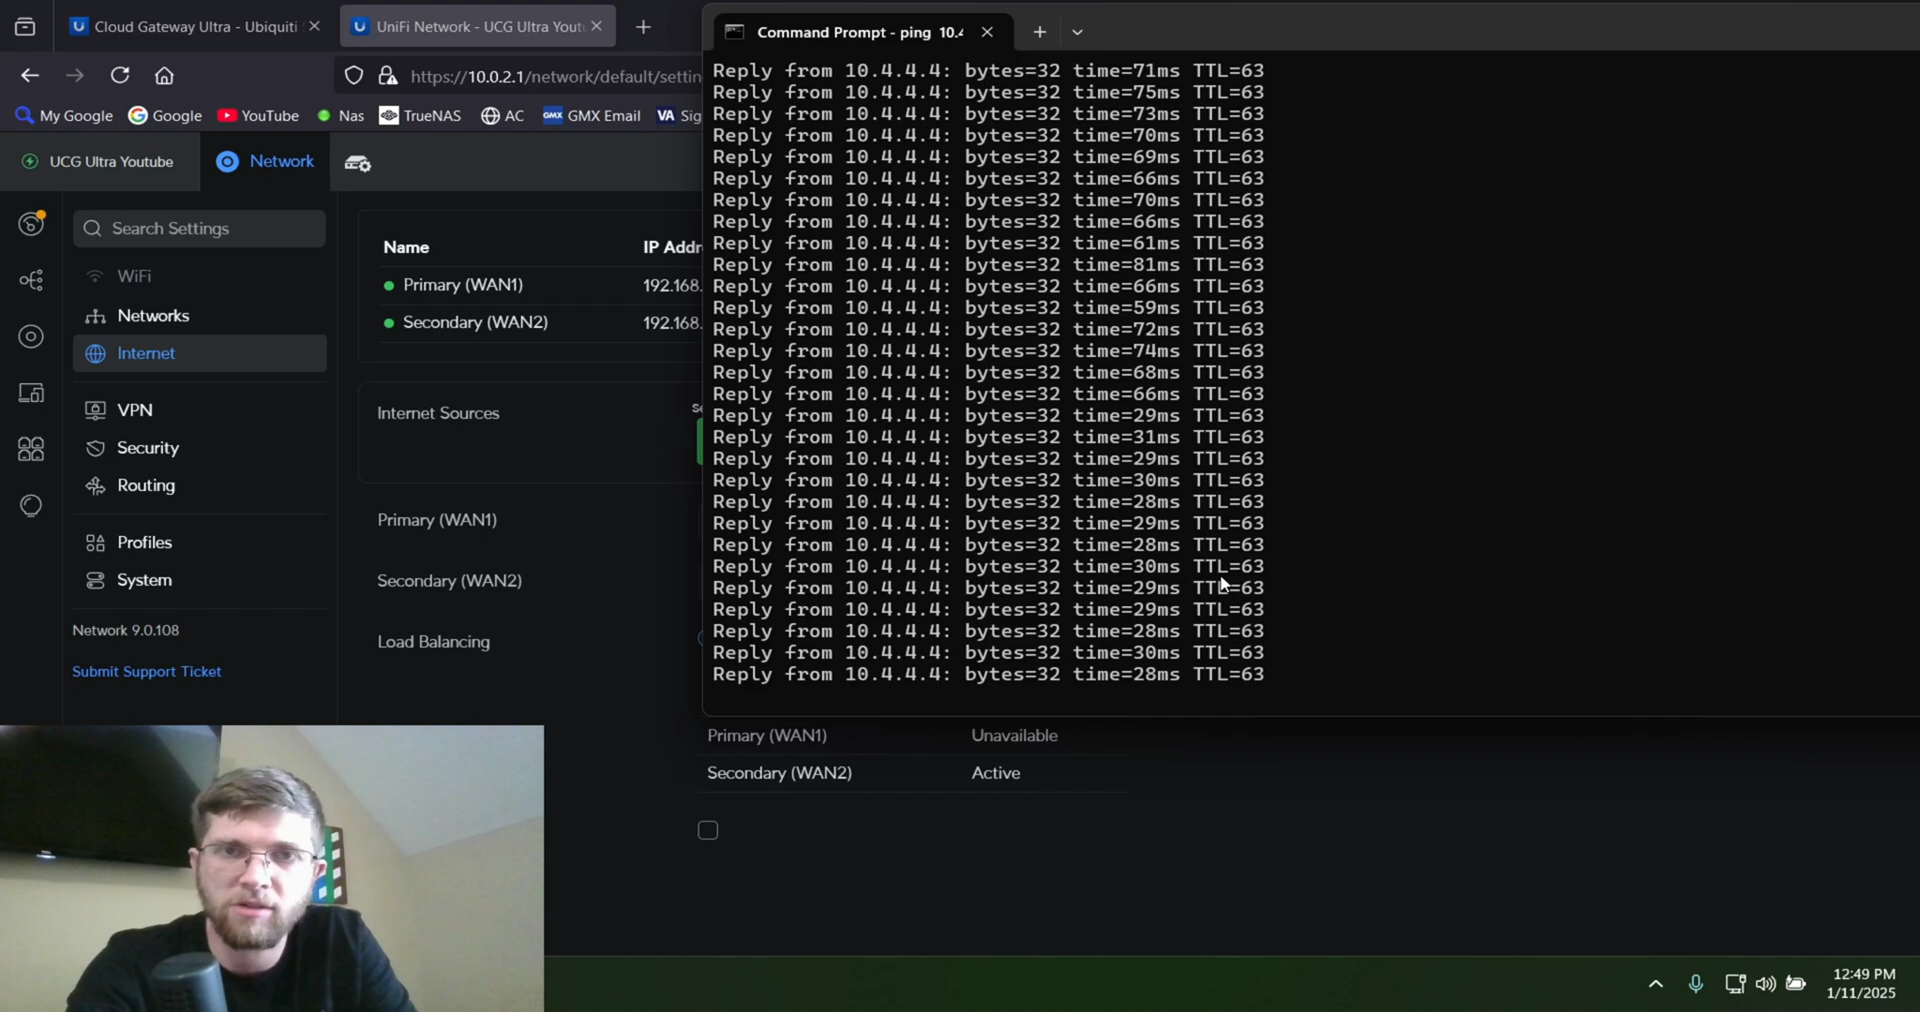 Cloud Gateway Ultra - Ubiquiti
UniFi Network - UCG Ultra Yout
Command Prompt - ping 10.4
https://10.0.2.1/network/default/settin
My Google
Google
YouTube
Nas
TrueNAS
AC
GMX
GMX Email
VA
Sig
UCG Ultra Youtube
Network
Search Settings
WiFi
Networks
Internet
VPN
Security
Routing
Profiles
System
Network 9.0.108
Submit Support Ticket
Name
IP Addr
Primary (WAN1)
192.168.
Secondary (WAN2)
192.168.
Internet Sources
Primary (WAN1)
Secondary (WAN2)
Load Balancing
Reply from 10.4.4.4: bytes=32 time=71ms TTL=63
Reply from 10.4.4.4: bytes=32 time=75ms TTL=63
Reply from 10.4.4.4: bytes=32 time=73ms TTL=63
Reply from 10.4.4.4: bytes=32 time=70ms TTL=63
Reply from 10.4.4.4: bytes=32 time=69ms TTL=63
Reply from 10.4.4.4: bytes=32 time=66ms TTL=63
Reply from 10.4.4.4: bytes=32 time=70ms TTL=63
Reply from 10.4.4.4: bytes=32 time=66ms TTL=63
Reply from 10.4.4.4: bytes=32 time=61ms TTL=63
Reply from 10.4.4.4: bytes=32 time=81ms TTL=63
Reply from 10.4.4.4: bytes=32 time=66ms TTL=63
Reply from 10.4.4.4: bytes=32 time=59ms TTL=63
Reply from 10.4.4.4: bytes=32 time=72ms TTL=63
Reply from 10.4.4.4: bytes=32 time=74ms TTL=63
Reply from 10.4.4.4: bytes=32 time=68ms TTL=63
Reply from 10.4.4.4: bytes=32 time=66ms TTL=63
Reply from 10.4.4.4: bytes=32 time=29ms TTL=63
Reply from 10.4.4.4: bytes=32 time=31ms TTL=63
Reply from 10.4.4.4: bytes=32 time=29ms TTL=63
Reply from 10.4.4.4: bytes=32 time=30ms TTL=63
Reply from 10.4.4.4: bytes=32 time=28ms TTL=63
Reply from 10.4.4.4: bytes=32 time=29ms TTL=63
Reply from 10.4.4.4: bytes=32 time=28ms TTL=63
Reply from 10.4.4.4: bytes=32 time=30ms TTL=63
Reply from 10.4.4.4: bytes=32 time=29ms TTL=63
Reply from 10.4.4.4: bytes=32 time=29ms TTL=63
Reply from 10.4.4.4: bytes=32 time=28ms TTL=63
Reply from 10.4.4.4: bytes=32 time=30ms TTL=63
Reply from 10.4.4.4: bytes=32 time=28ms TTL=63
Primary (WAN1)
Unavailable
Secondary (WAN2)
Active
12:49 PM
1/11/2025